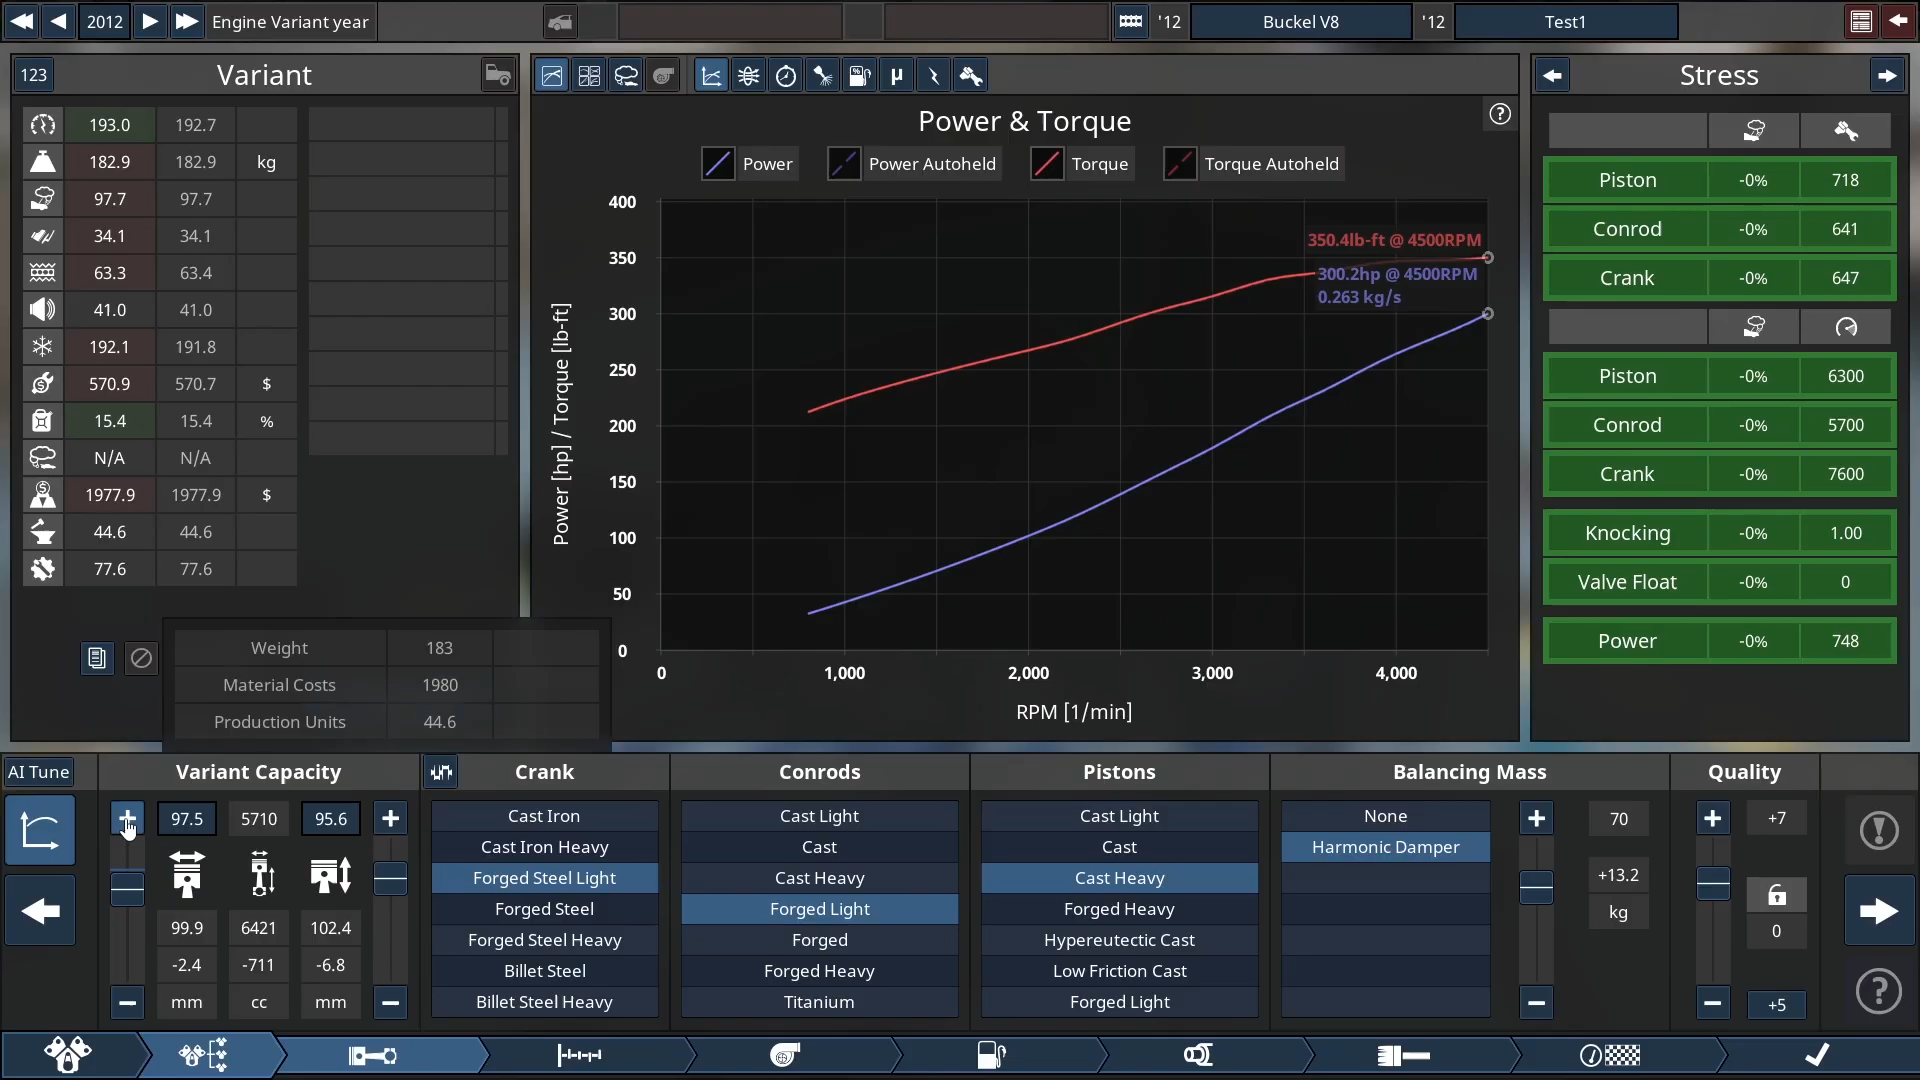 2012 Engine Variant year '12 Buckel V8 '12 Test1
123 Variant
193.0 192.7
182.9 182.9 kg
97.7 97.7
34.1 34.1
63.3 63.4
41.0 41.0
192.1 191.8
570.9 570.7 $
15.4 15.4 %
N/A N/A
1977.9 1977.9 $
44.6 44.6
77.6 77.6
Weight 183
Material Costs 1980
Production Units 44.6
μ
Power & Torque
?
Power Power Autoheld Torque Torque Autoheld
Power [hp] / Torque [lb-ft]
400
350
300
250
200
150
100
50
0
350.4lb-ft @ 4500RPM
300.2hp @ 4500RPM
0.263 kg/s
0 1,000 2,000 3,000 4,000
RPM [1/min]
Stress
Piston -0% 718
Conrod -0% 641
Crank -0% 647
Piston -0% 6300
Conrod -0% 5700
Crank -0% 7600
Knocking -0% 1.00
Valve Float -0% 0
Power -0% 748
AI Tune
Variant Capacity
+ 97.5 5710 95.6 +
99.9 6421 102.4
-2.4 -711 -6.8
− mm cc mm −
Crank
Cast Iron
Cast Iron Heavy
Forged Steel Light
Forged Steel
Forged Steel Heavy
Billet Steel
Billet Steel Heavy
Conrods
Cast Light
Cast
Cast Heavy
Forged Light
Forged
Forged Heavy
Titanium
Pistons
Cast Light
Cast
Cast Heavy
Forged Heavy
Hypereutectic Cast
Low Friction Cast
Forged Light
Balancing Mass
None
Harmonic Damper
+ 70
+13.2
kg
−
Quality
+ +7
0
− +5
!
?